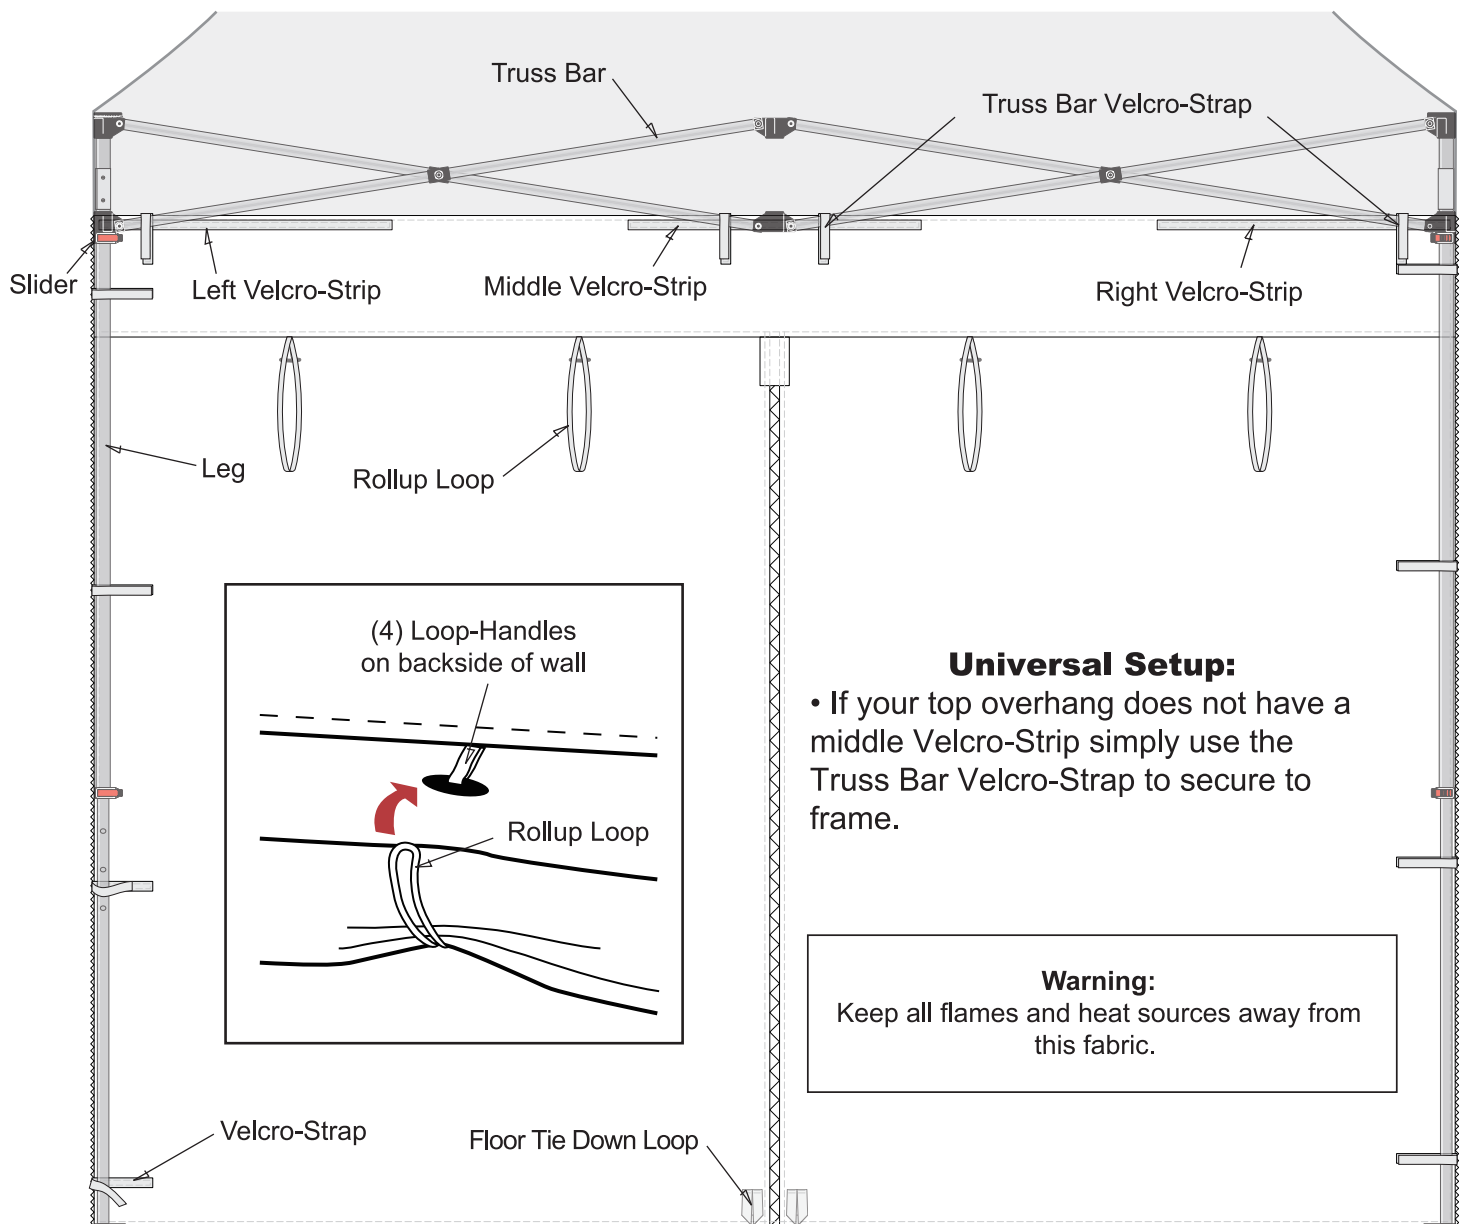 Truss Bar
Truss Bar Velcro-Strap
Slider
Left Velcro-Strip
Middle Velcro-Strip
Right Velcro-Strip
Leg
Rollup Loop
(4) Loop-Handles
on backside of wall
Rollup Loop
Universal Setup:
• If your top overhang does not have a
middle Velcro-Strip simply use the
Truss Bar Velcro-Strap to secure to
frame.
Warning:
Keep all flames and heat sources away from
this fabric.
Velcro-Strap
Floor Tie Down Loop